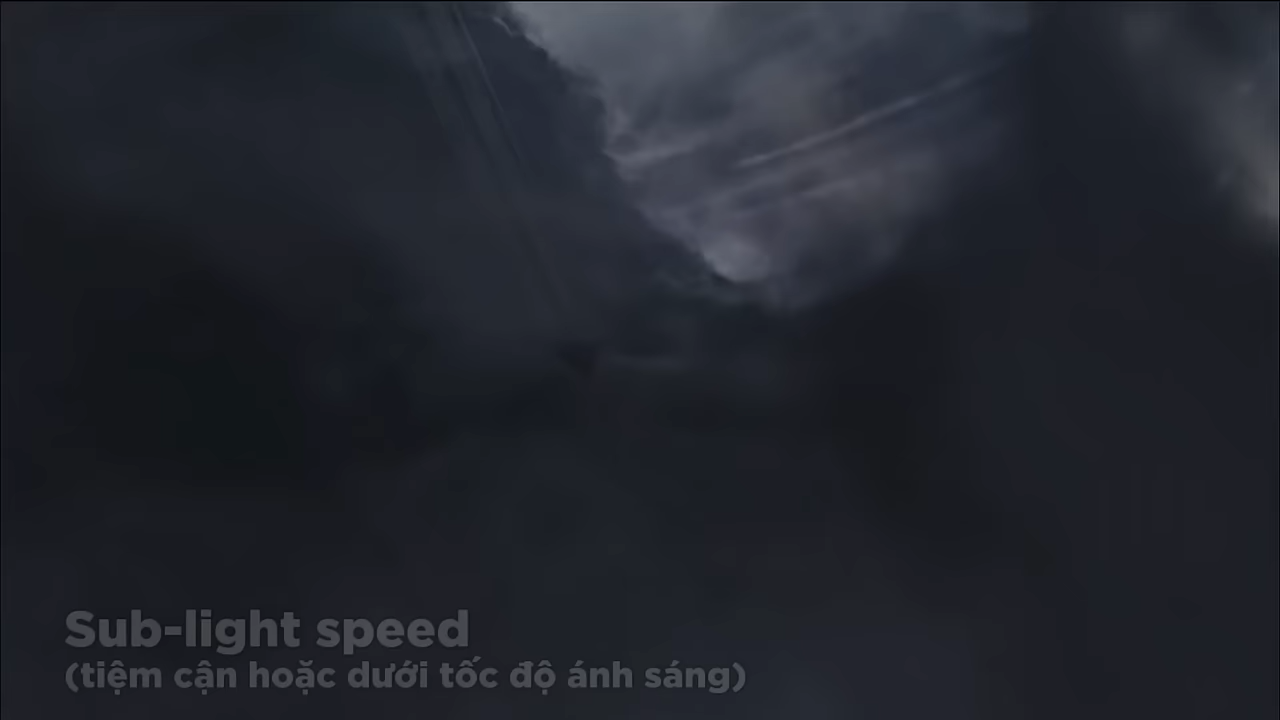 Sub-light speed
(tiệm cận hoặc dưới tốc độ ánh sáng)